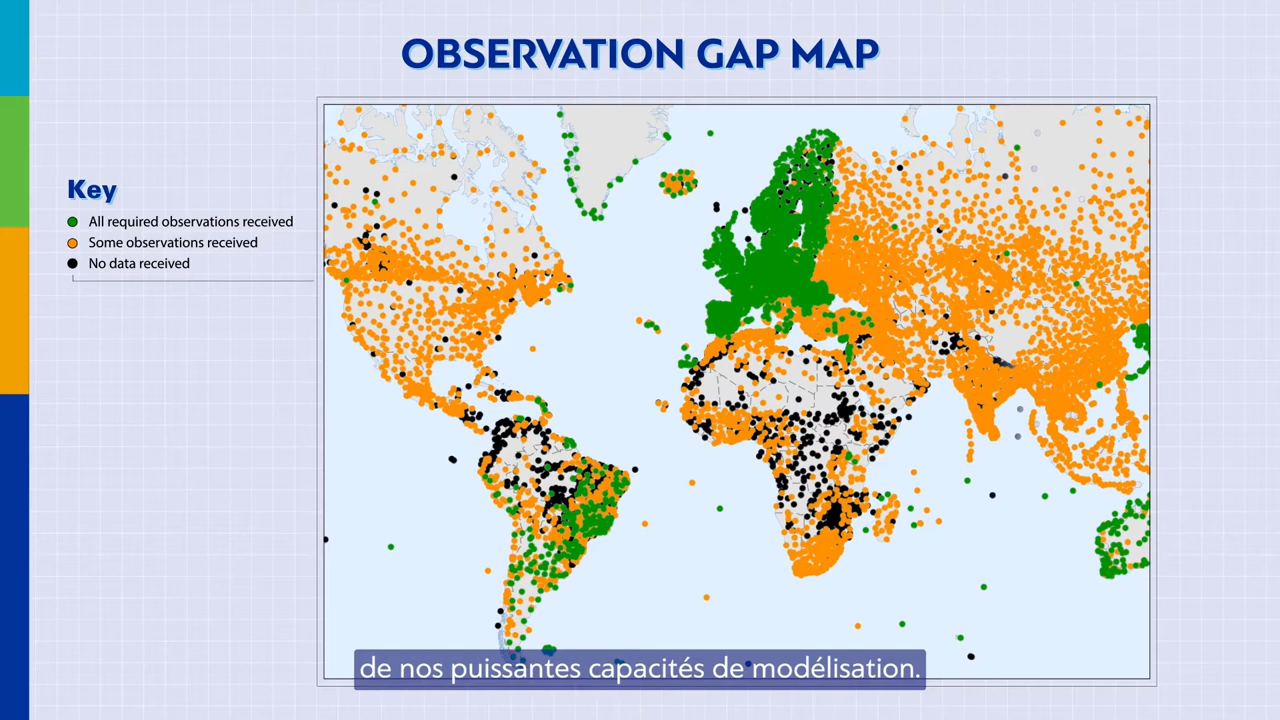 OBSERVATION GAP MAP
Key
All required observations received
Some observations received
No data received
de nos puissantes capacités de modélisation.